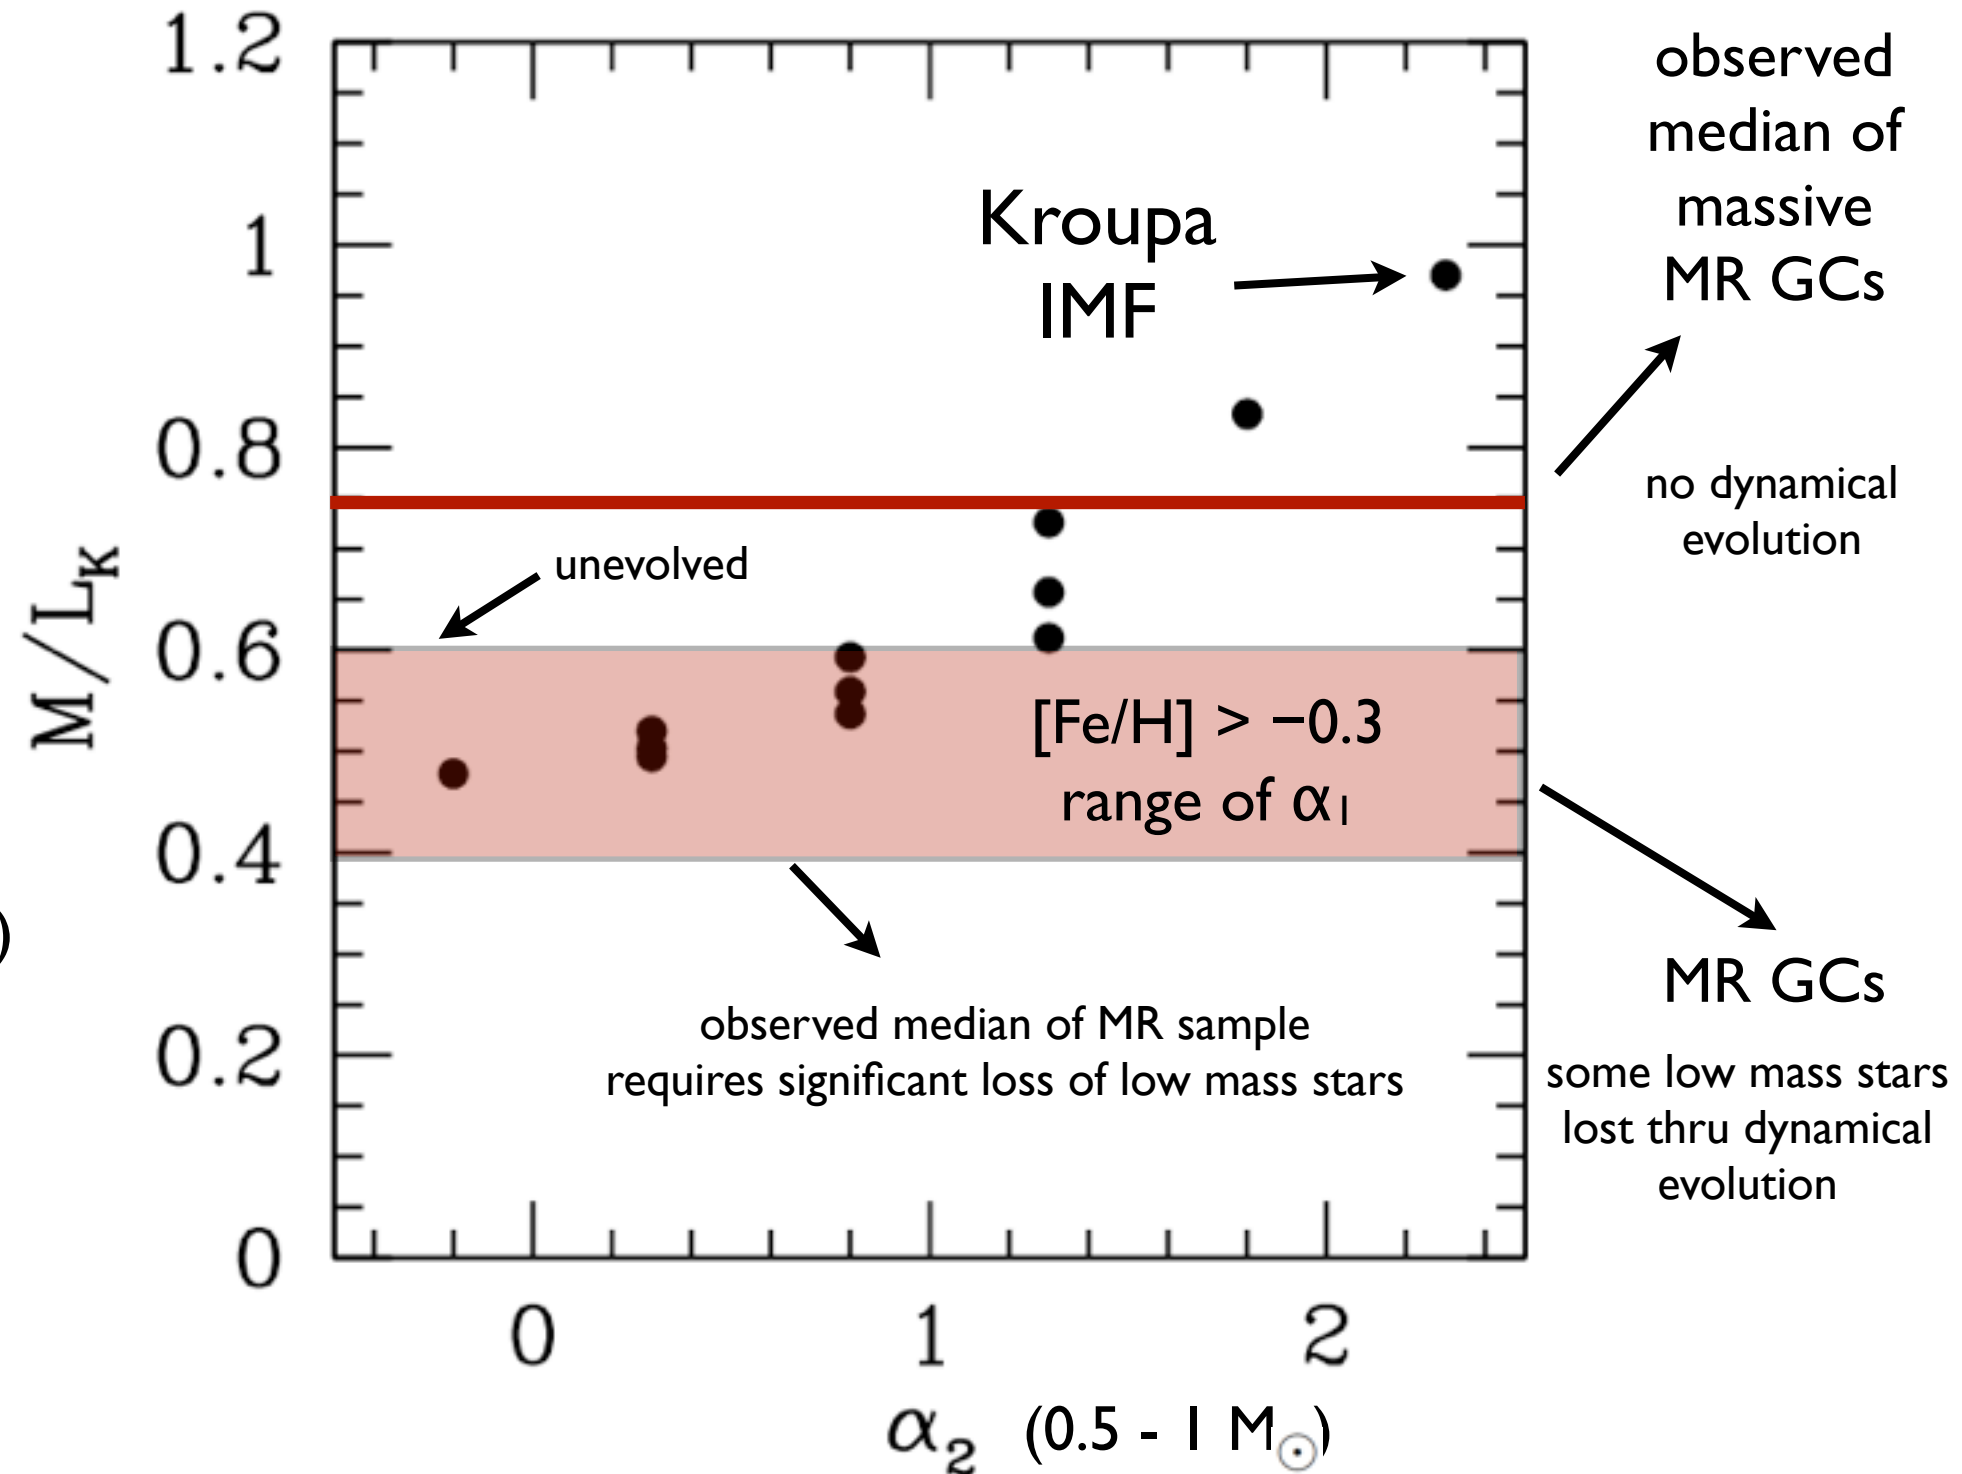 1.2
1
0.8
0.6
0.4
0.2
0
M/L_K
0
1
2
α₂ (0.5 - 1 M☉)
Kroupa
IMF
unevolved
[Fe/H] > −0.3
range of α₁
observed median of MR sample
requires significant loss of low mass stars
observed
median of
massive
MR GCs
no dynamical
evolution
MR GCs
some low mass stars
lost thru dynamical
evolution
)